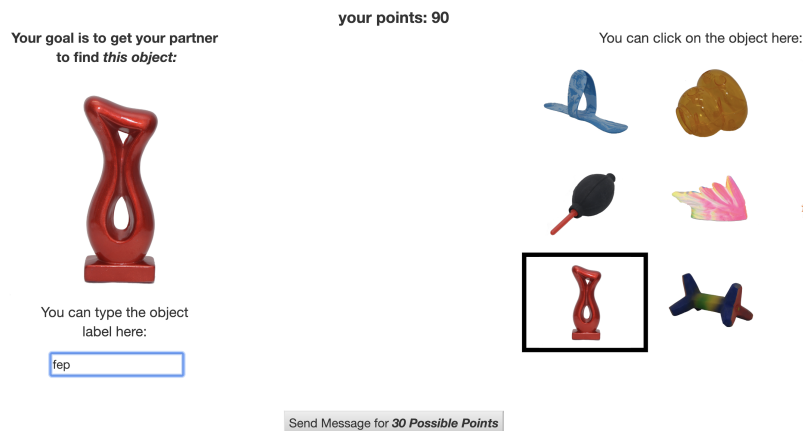 your points: 90
Your goal is to get your partner
to find this object:
You can click on the object here:
You can type the object
label here:
fep
Send Message for 30 Possible Points